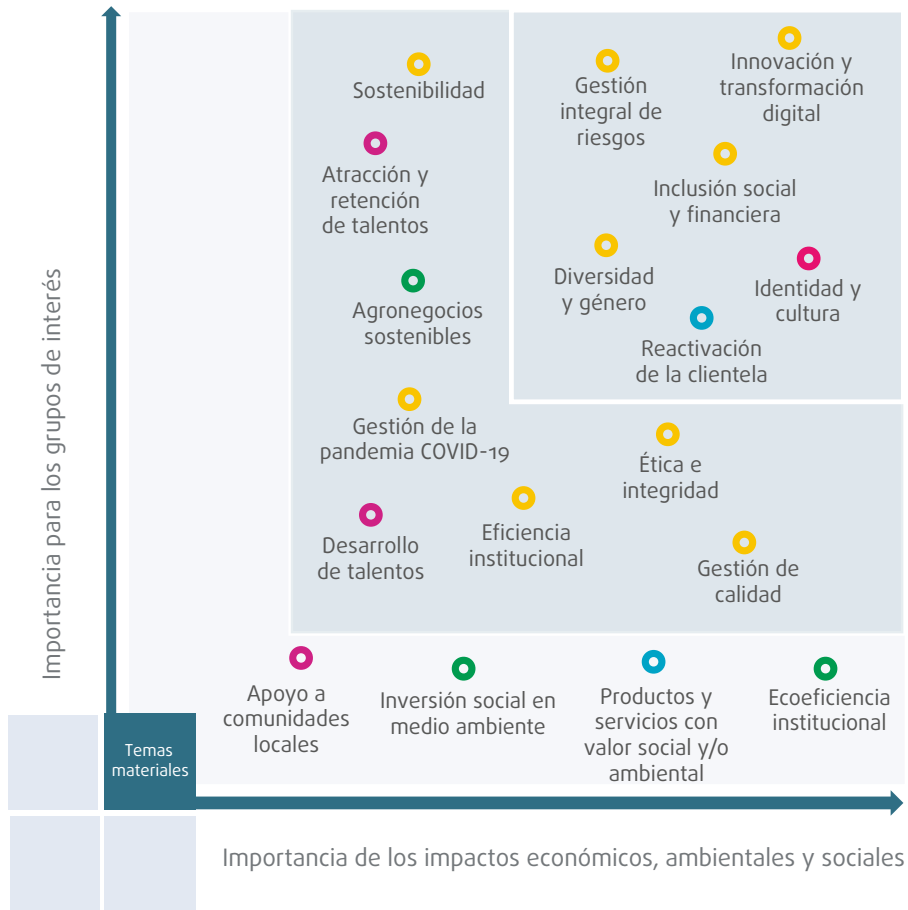 Importancia para los grupos de interés
Sostenibilidad
Atracción y
retención
de talentos
Agronegocios
sostenibles
Gestión de la
pandemia COVID-19
Desarrollo
de talentos
Eficiencia
institucional
Gestión
integral de
riesgos
Innovación y
transformación
digital
Inclusión social
y financiera
Diversidad
y género
Identidad y
cultura
Reactivación
de la clientela
Ética e
integridad
Gestión de
calidad
Apoyo a
comunidades
locales
Inversión social en
medio ambiente
Productos y
servicios con
valor social y/o
ambiental
Ecoeficiencia
institucional
Temas
materiales
Importancia de los impactos económicos, ambientales y sociales